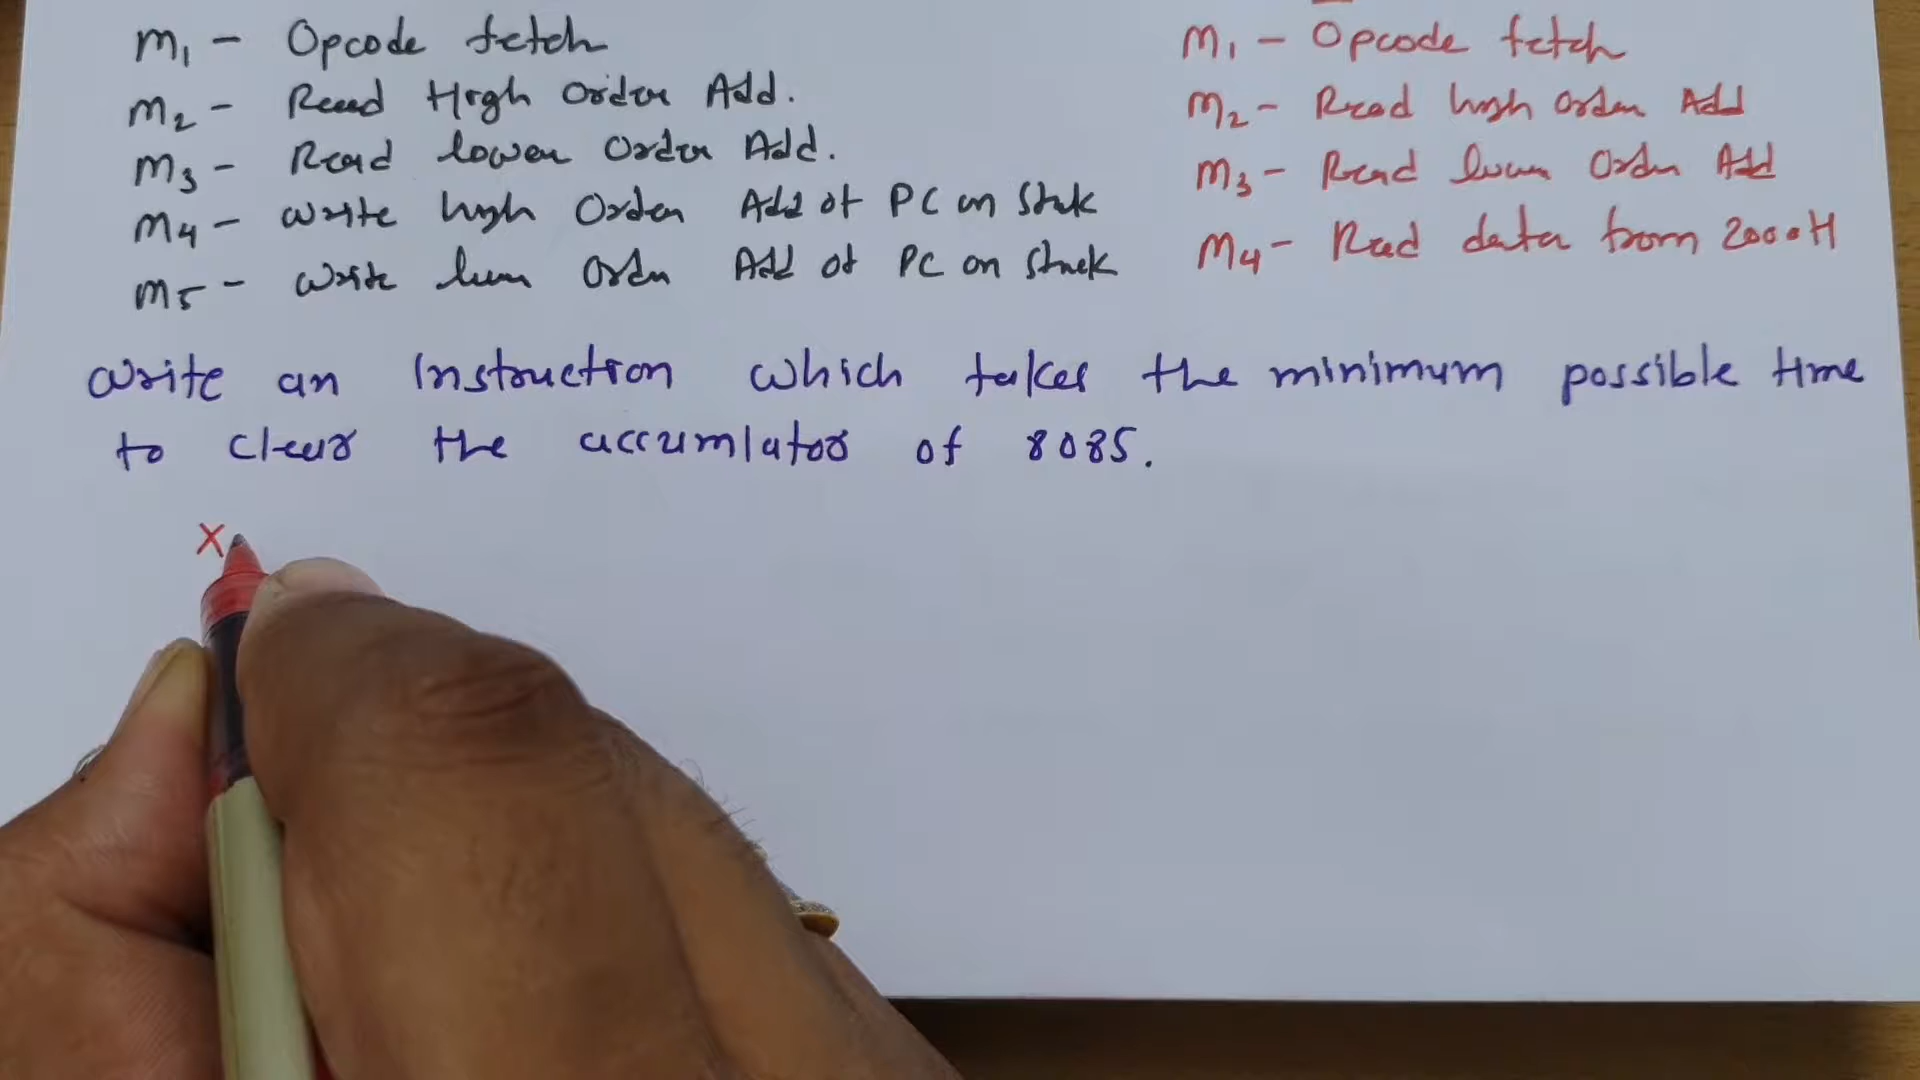 M1 - Opcode fetch
M2 - Read High Order Add.
M3 - Read lower Order Add.
M4 - Write high Order Add of PC on Stack
M5 - Write lower Order Add of PC on Stack
M1 - Opcode fetch
M2 - Read high Order Add
M3 - Read lower Order Add
M4 - Read data from 2000H
Write an Instruction which takes the minimum possible time
to clear the accumlator of 8085.
X